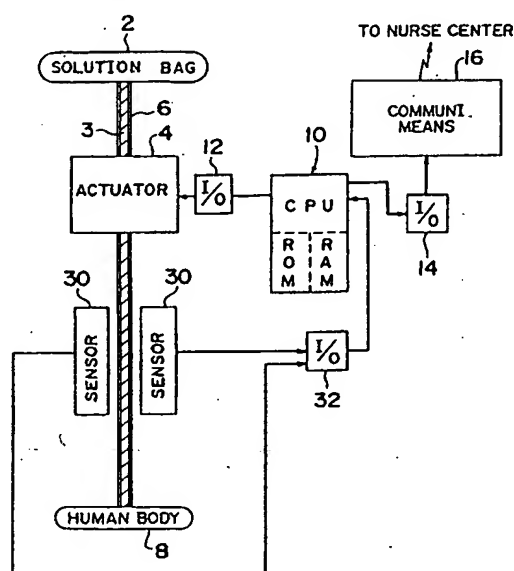 TO NURSE CENTER
2
SOLUTION BAG
16
COMMUNI
MEANS
6
3
4
ACTUATOR
12
I/O
10
CPU
ROM
RAM
I/O
14
30
SENSOR
30
SENSOR
I/O
32
HUMAN BODY
8